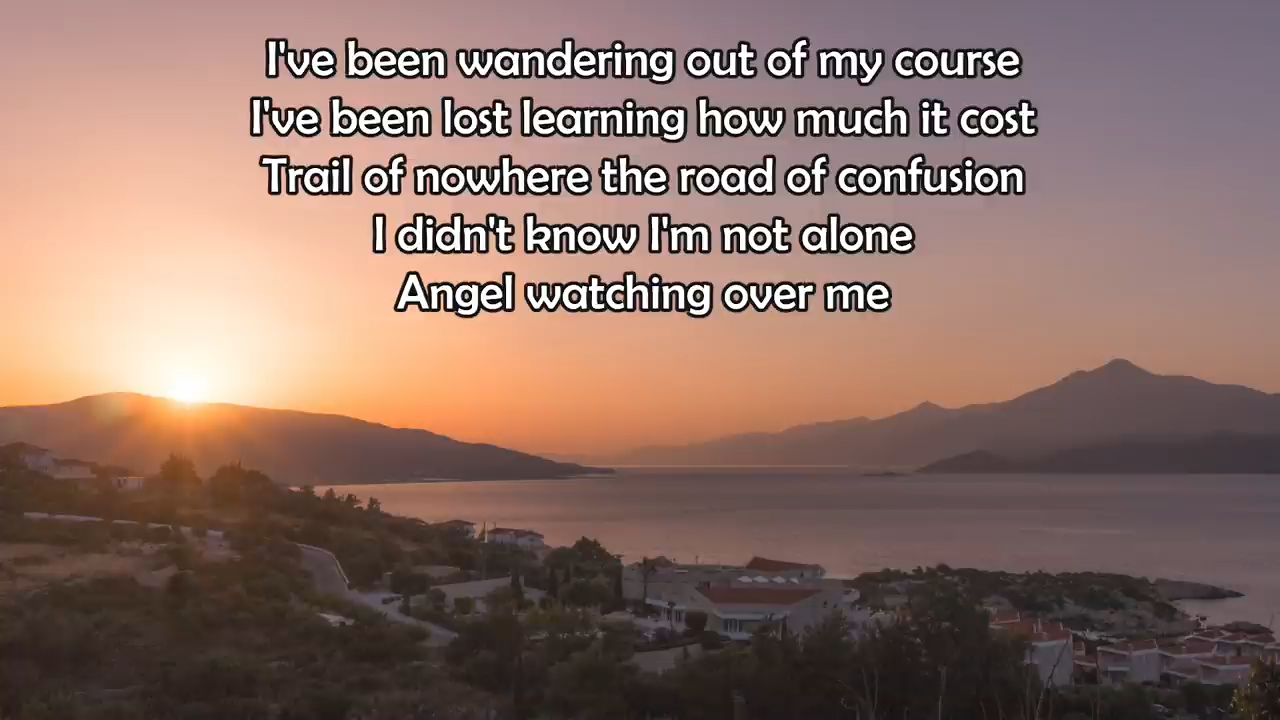 I've been wandering out of my course
I've been lost learning how much it cost
Trail of nowhere the road of confusion
I didn't know I'm not alone
Angel watching over me